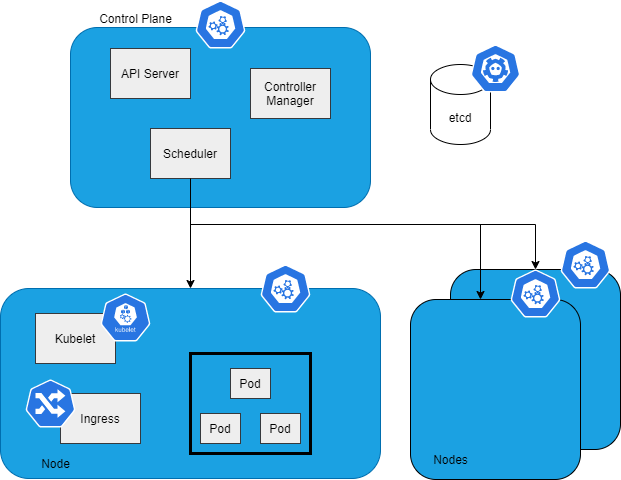 Control Plane
API Server
Controller
Manager
etcd
Scheduler
Kubelet
kubelet
Ingress
Pod
Pod
Pod
Node
Nodes